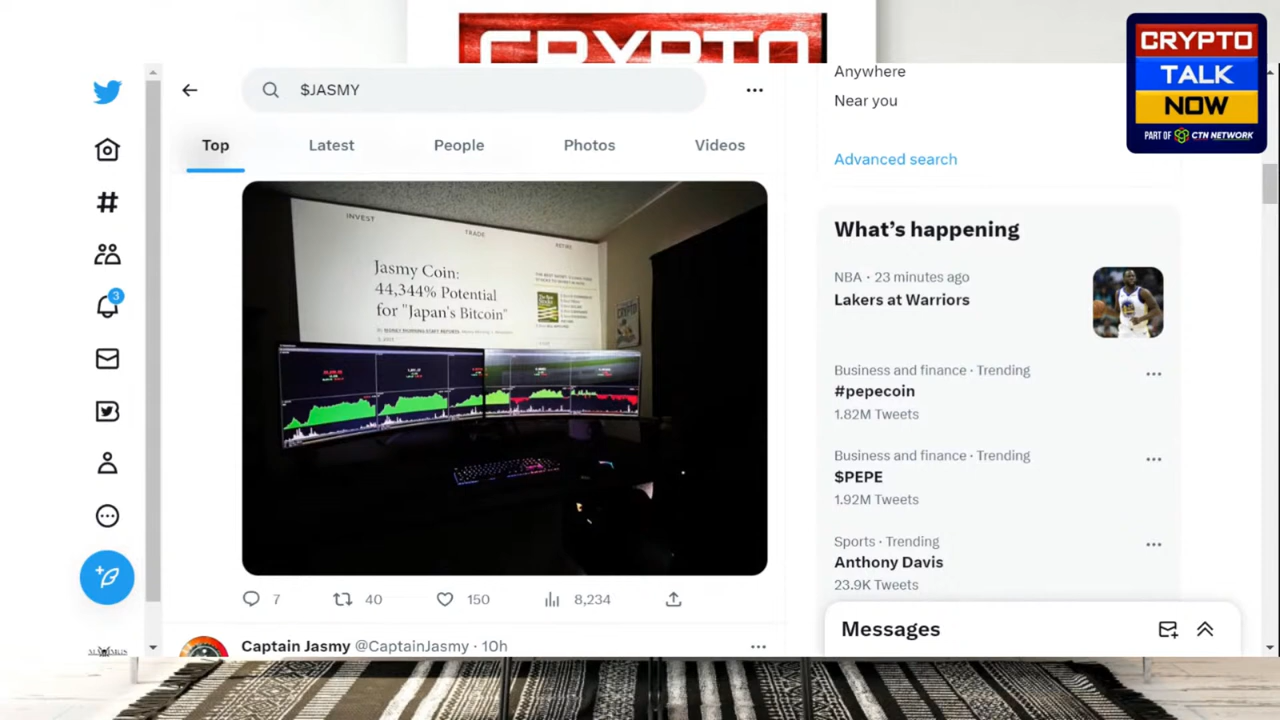 CRYPTO
CRYPTO
TALK
NOW
PART OF CTN NETWORK
$JASMY
Top
Latest
People
Photos
Videos
Anywhere
Near you
Advanced search
INVEST
TRADE
Jasmy Coin:
44,344% Potential
for "Japan's Bitcoin"
7
40
150
8,234
Captain Jasmy @CaptainJasmy · 10h
3
What's happening
NBA · 23 minutes ago
Lakers at Warriors
Business and finance · Trending
#pepecoin
1.82M Tweets
Business and finance · Trending
$PEPE
1.92M Tweets
Sports · Trending
Anthony Davis
23.9K Tweets
Messages